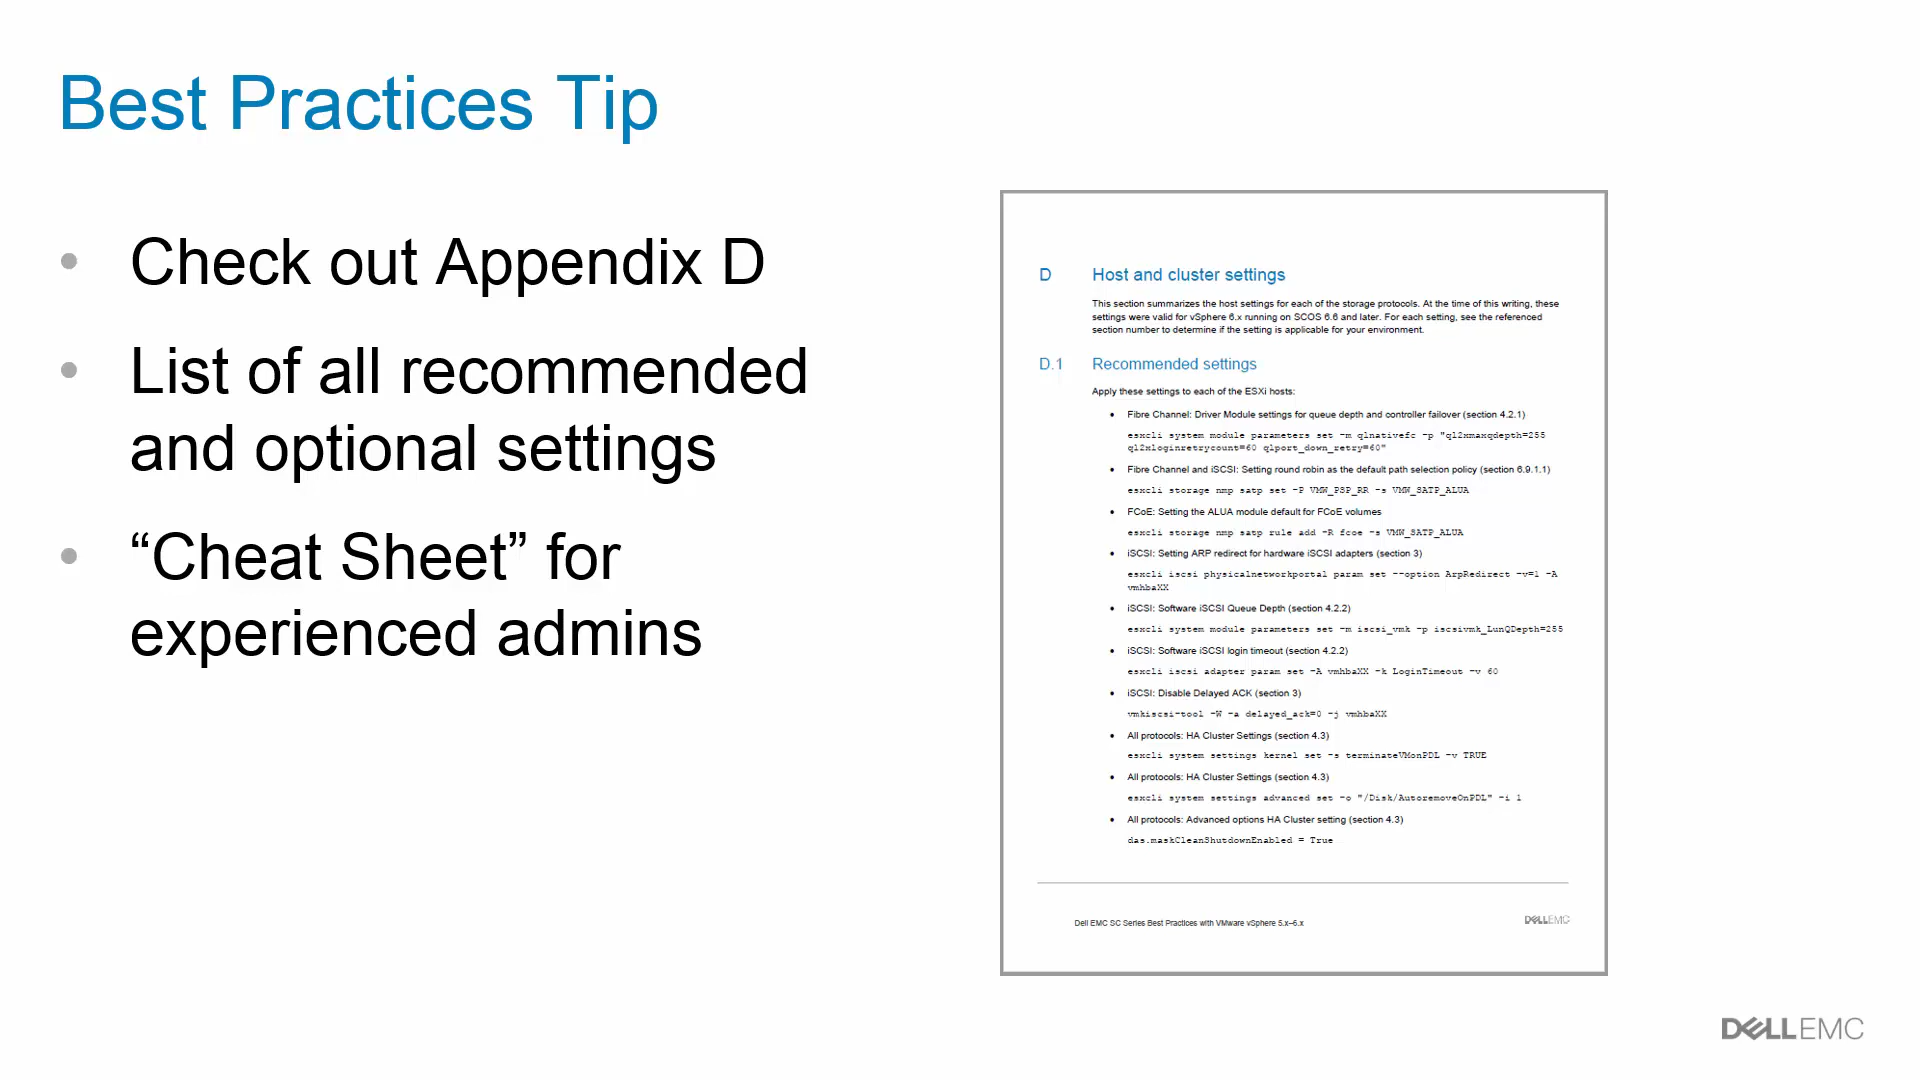 Best Practices Tip
• Check out Appendix D
• List of all recommended
and optional settings
• “Cheat Sheet” for
experienced admins
D Host and cluster settings
This section summarizes the host settings for each of the storage protocols. At the time of this writing, these
settings were valid for vSphere 6.x running on SCOS 6.6 and later. For each setting, see the referenced
section number to determine if the setting is applicable for your environment.
D.1 Recommended settings
Apply these settings to each of the ESXi hosts:
• Fibre Channel: Driver Module settings for queue depth and controller failover (section 4.2.1)
esxcli system module parameters set -m qlnativefc -p "ql2xmaxqdepth=255
ql2xloginretrycount=60 qlport_down_retry=60"
• Fibre Channel and iSCSI: Setting round robin as the default path selection policy (section 6.9.1.1)
esxcli storage nmp satp set -P VMW_PSP_RR -s VMW_SATP_ALUA
• FCoE: Setting the ALUA module default for FCoE volumes
esxcli storage nmp satp rule add -R fcoe -s VMW_SATP_ALUA
• iSCSI: Setting ARP redirect for hardware iSCSI adapters (section 3)
esxcli iscsi physicalnetworkportal param set --option ArpRedirect -v=1 -A
vmhbaXX
• iSCSI: Software iSCSI Queue Depth (section 4.2.2)
esxcli system module parameters set -m iscsi_vmk -p iscsivmk_LunQDepth=255
• iSCSI: Software iSCSI login timeout (section 4.2.2)
esxcli iscsi adapter param set -A vmhbaXX -k LoginTimeout -v 60
• iSCSI: Disable Delayed ACK (section 3)
vmkiscsi-tool -W -a delayed_ack=0 -j vmhbaXX
• All protocols: HA Cluster Settings (section 4.3)
esxcli system settings kernel set -s terminateVMonPDL -v TRUE
• All protocols: HA Cluster Settings (section 4.3)
esxcli system settings advanced set -o "/Disk/AutoremoveOnPDL" -i 1
• All protocols: Advanced options HA Cluster setting (section 4.3)
das.maskCleanShutdownEnabled = True
Dell EMC SC Series Best Practices with VMware vSphere 5.x–6.x
DELLEMC
DELLEMC